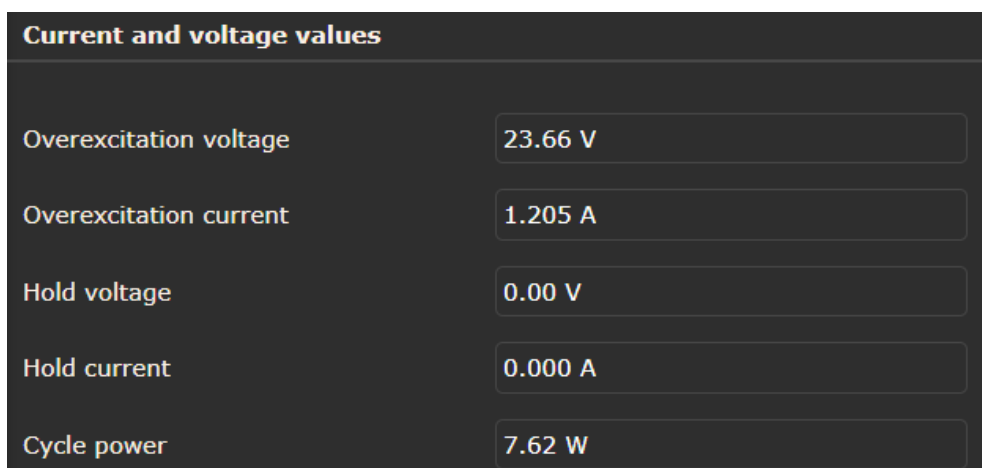 Current and voltage values
Overexcitation voltage 23.66 V
Overexcitation current 1.205 A
Hold voltage 0.00 V
Hold current 0.000 A
Cycle power 7.62 W